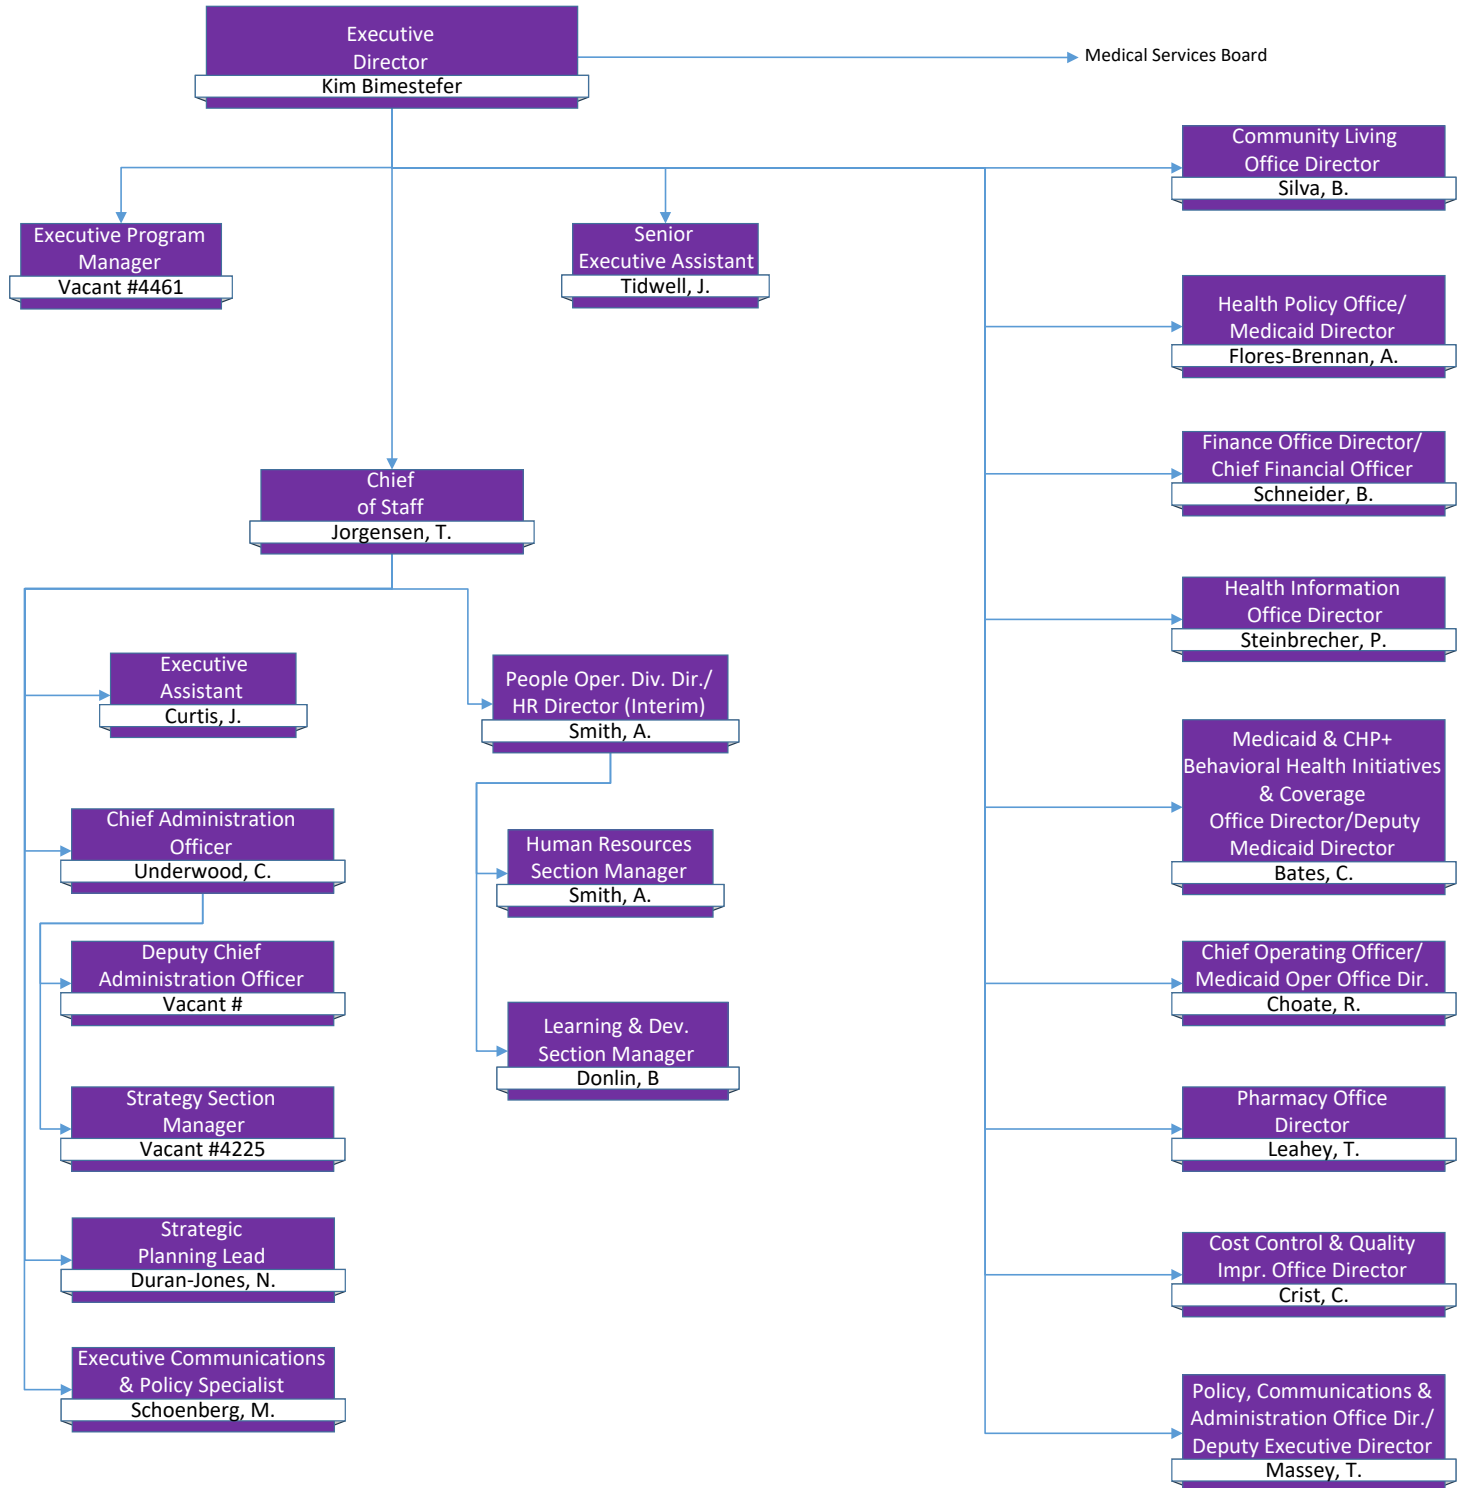 Executive
Director
Kim Bimestefer
Medical Services Board
Community Living
Office Director
Silva, B.
Executive Program
Manager
Vacant #4461
Senior
Executive Assistant
Tidwell, J.
Health Policy Office/
Medicaid Director
Flores-Brennan, A.
Finance Office Director/
Chief Financial Officer
Schneider, B.
Chief
of Staff
Jorgensen, T.
Health Information
Office Director
Steinbrecher, P.
Executive
Assistant
Curtis, J.
People Oper. Div. Dir./
HR Director (Interim)
Smith, A.
Medicaid & CHP+
Behavioral Health Initiatives
& Coverage
Office Director/Deputy
Medicaid Director
Bates, C.
Chief Administration
Officer
Underwood, C.
Human Resources
Section Manager
Smith, A.
Deputy Chief
Administration Officer
Vacant #
Chief Operating Officer/
Medicaid Oper Office Dir.
Choate, R.
Learning & Dev.
Section Manager
Donlin, B
Strategy Section
Manager
Vacant #4225
Pharmacy Office
Director
Leahey, T.
Strategic
Planning Lead
Duran-Jones, N.
Cost Control & Quality
Impr. Office Director
Crist, C.
Executive Communications
& Policy Specialist
Schoenberg, M.
Policy, Communications &
Administration Office Dir./
Deputy Executive Director
Massey, T.